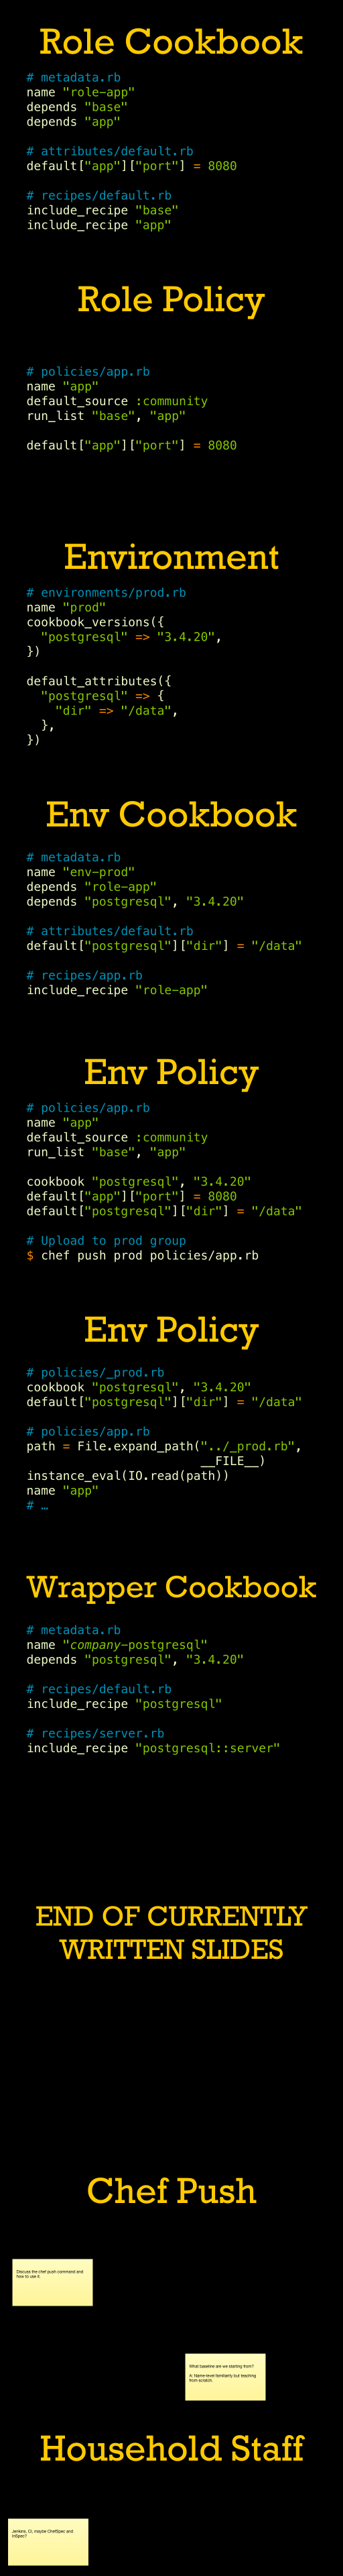 Role Cookbook
# metadata.rb
name "role-app"
depends "base"
depends "app"
# attributes/default.rb
default["app"]["port"] = 8080
# recipes/default.rb
include_recipe "base"
include_recipe "app"
Role Policy
# policies/app.rb
name "app"
default_source :community
run_list "base", "app"
default["app"]["port"] = 8080
Environment
# environments/prod.rb
name "prod"
cookbook_versions({
  "postgresql" => "3.4.20",
})
default_attributes({
  "postgresql" => {
    "dir" => "/data",
  },
})
Env Cookbook
# metadata.rb
name "env-prod"
depends "role-app"
depends "postgresql", "3.4.20"
# attributes/default.rb
default["postgresql"]["dir"] = "/data"
# recipes/app.rb
include_recipe "role-app"
Env Policy
# policies/app.rb
name "app"
default_source :community
run_list "base", "app"
cookbook "postgresql", "3.4.20"
default["app"]["port"] = 8080
default["postgresql"]["dir"] = "/data"
# Upload to prod group
$ chef push prod policies/app.rb
Env Policy
# policies/_prod.rb
cookbook "postgresql", "3.4.20"
default["postgresql"]["dir"] = "/data"
# policies/app.rb
path = File.expand_path("../_prod.rb",
                        __FILE__)
instance_eval(IO.read(path))
name "app"
# …
Wrapper Cookbook
# metadata.rb
name "company-postgresql"
depends "postgresql", "3.4.20"
# recipes/default.rb
include_recipe "postgresql"
# recipes/server.rb
include_recipe "postgresql::server"
END OF CURRENTLY
WRITTEN SLIDES
Chef Push
Discuss the chef push command and
how to use it.
What baseline are we starting from?
A: Name-level familiarity but teaching
from scratch.
Household Staff
Jenkins, CI, maybe ChefSpec and
InSpec?